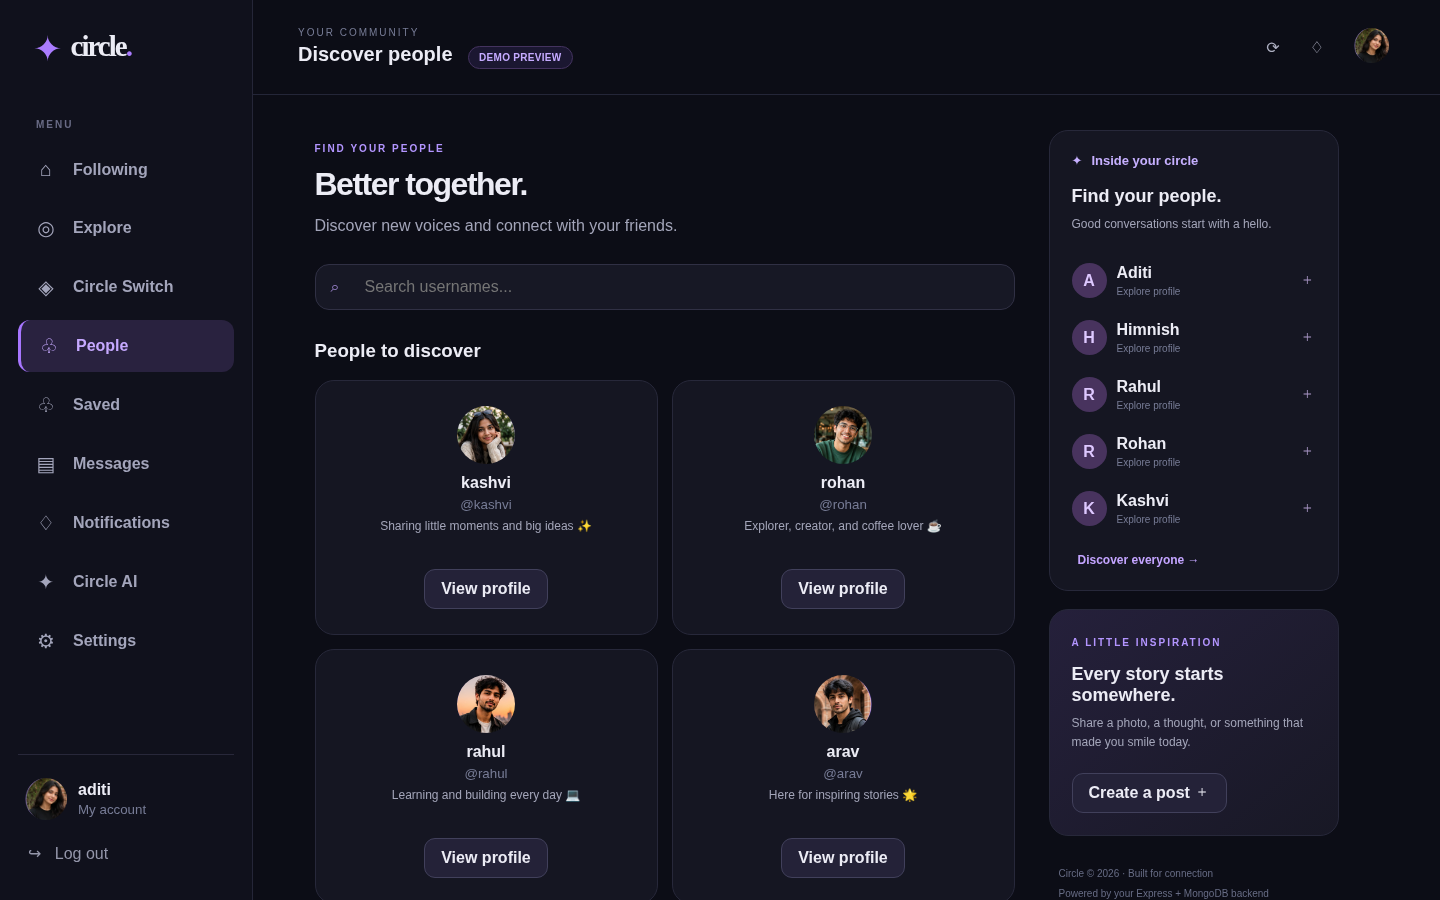 circle.
MENU
Following
Explore
Circle Switch
People
Saved
Messages
Notifications
Circle AI
Settings
aditi
My account
Log out
YOUR COMMUNITY
Discover people
DEMO PREVIEW
FIND YOUR PEOPLE
Better together.
Discover new voices and connect with your friends.
Search usernames...
People to discover
kashvi
@kashvi
Sharing little moments and big ideas ✨
View profile
rohan
@rohan
Explorer, creator, and coffee lover ☕
View profile
rahul
@rahul
Learning and building every day 💻
View profile
arav
@arav
Here for inspiring stories 🌟
View profile
✦ Inside your circle
Find your people.
Good conversations start with a hello.
A
Aditi
Explore profile
+
H
Himnish
Explore profile
+
R
Rahul
Explore profile
+
R
Rohan
Explore profile
+
K
Kashvi
Explore profile
+
Discover everyone →
A LITTLE INSPIRATION
Every story starts
somewhere.
Share a photo, a thought, or something that
made you smile today.
Create a post +
Circle © 2026 · Built for connection
Powered by your Express + MongoDB backend